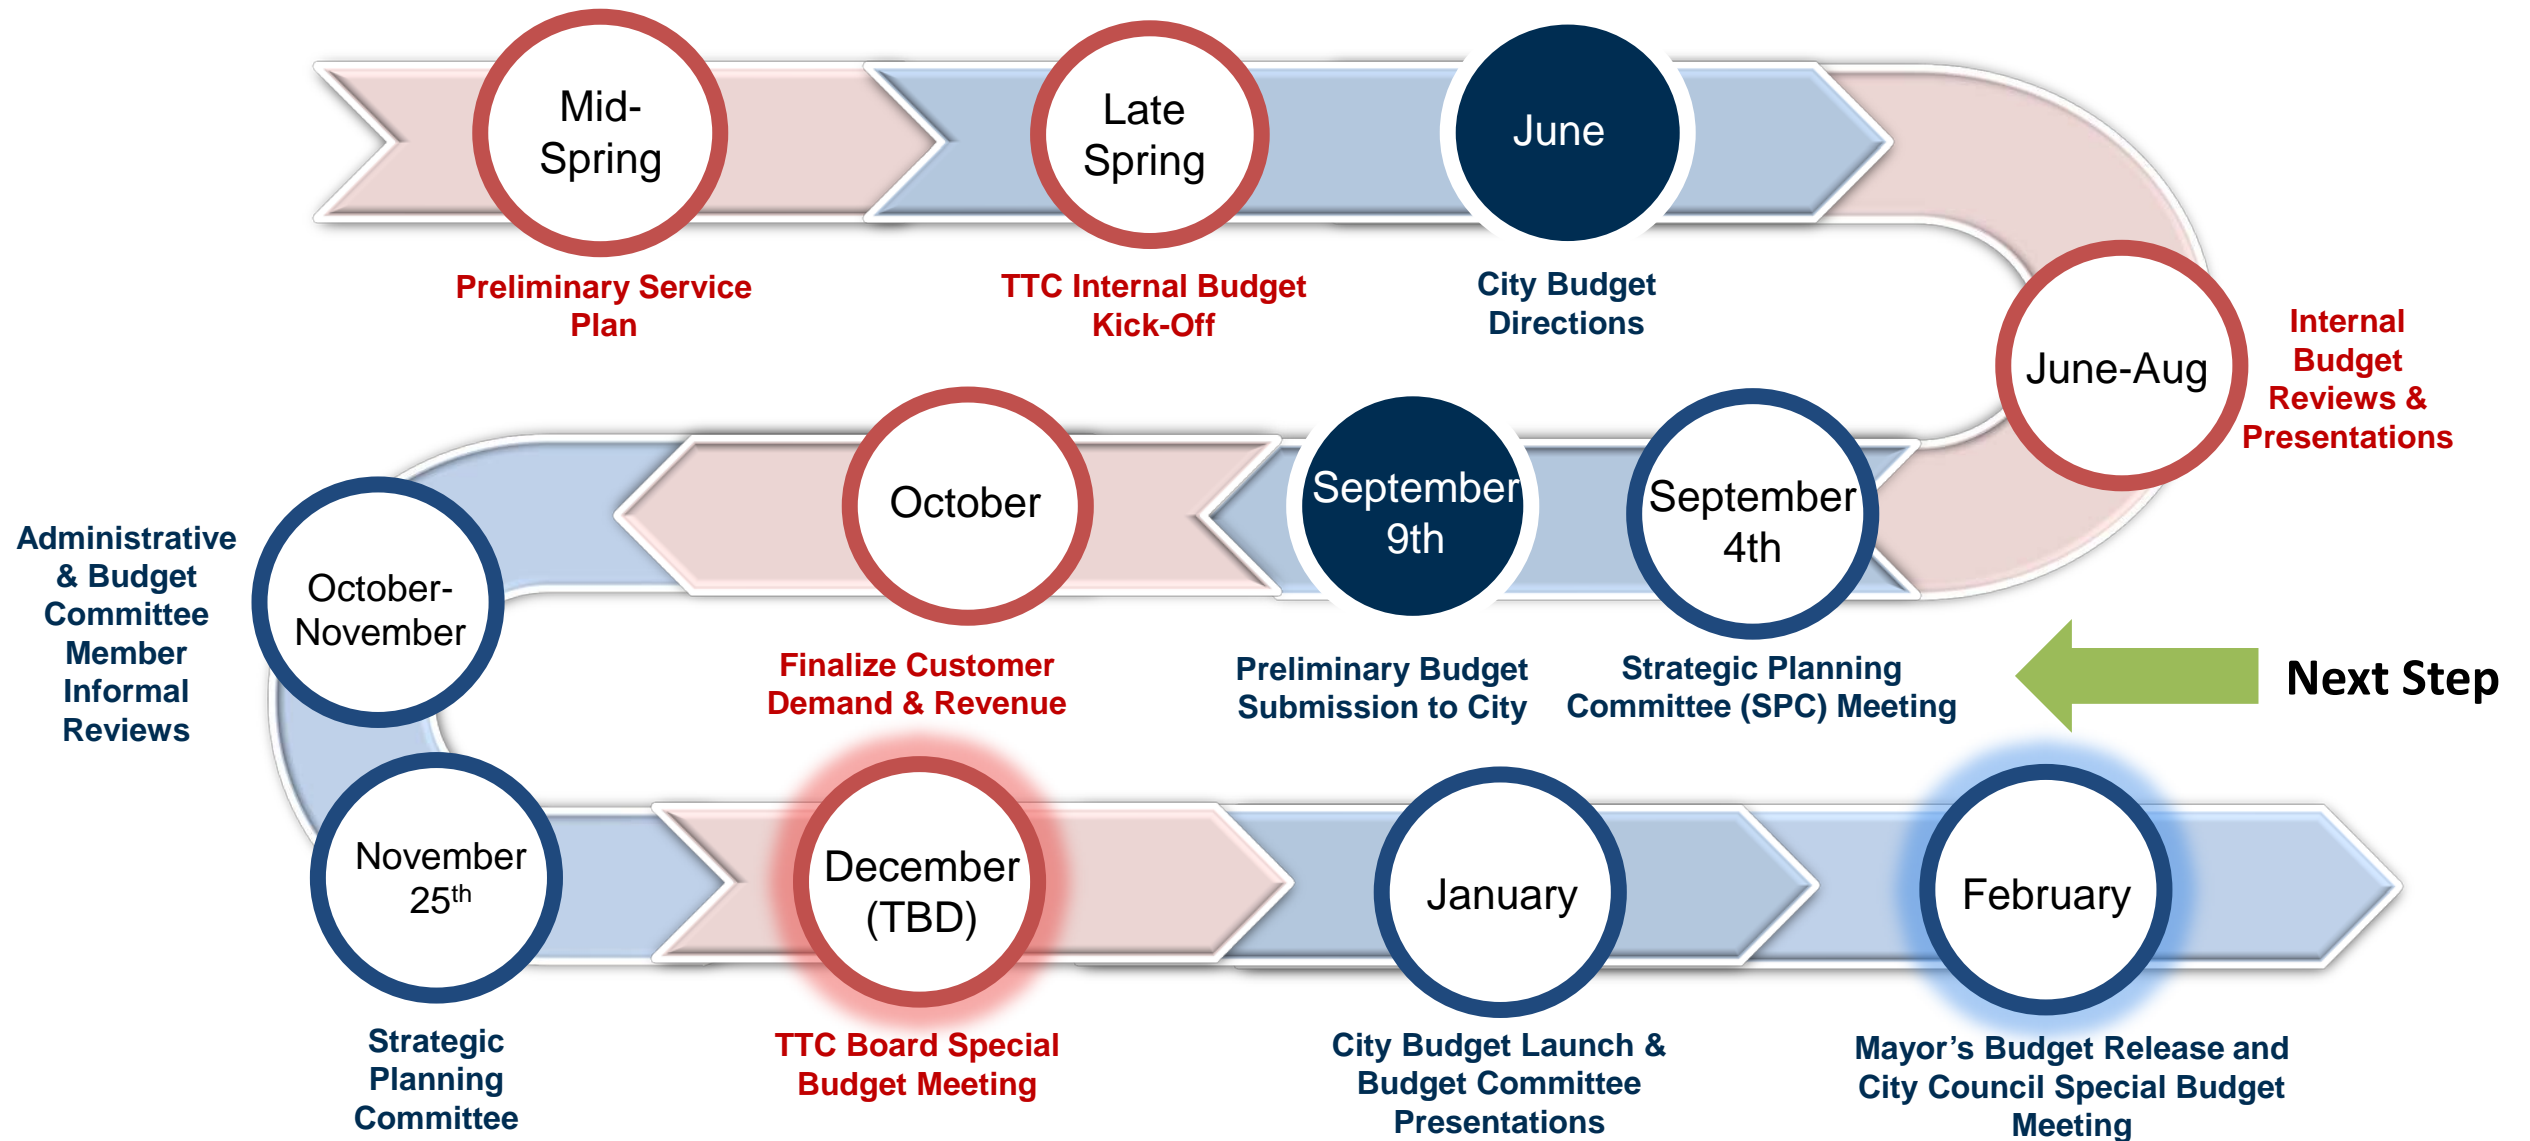 Mid-
Spring
Preliminary Service
Plan
Late
Spring
TTC Internal Budget
Kick-Off
June
City Budget
Directions
June-Aug
Internal
Budget
Reviews &
Presentations
September
4th
Strategic Planning
Committee (SPC) Meeting
Next Step
September
9th
Preliminary Budget
Submission to City
October
Finalize Customer
Demand & Revenue
October-
November
Administrative
& Budget
Committee
Member
Informal
Reviews
November
25th
Strategic
Planning
Committee
December
(TBD)
TTC Board Special
Budget Meeting
January
City Budget Launch &
Budget Committee
Presentations
February
Mayor’s Budget Release and
City Council Special Budget
Meeting